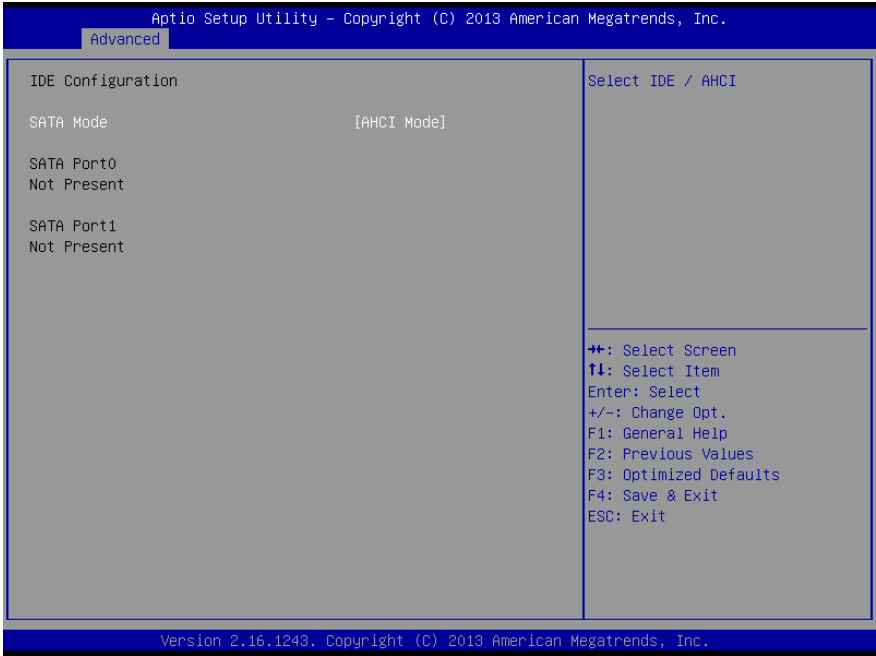 Aptio Setup Utility – Copyright (C) 2013 American Megatrends, Inc.
Advanced
IDE Configuration
SATA Mode [AHCI Mode]
SATA Port0
Not Present
SATA Port1
Not Present
Select IDE / AHCI
→←: Select Screen
↑↓: Select Item
Enter: Select
+/-: Change Opt.
F1: General Help
F2: Previous Values
F3: Optimized Defaults
F4: Save & Exit
ESC: Exit
Version 2.16.1243. Copyright (C) 2013 American Megatrends, Inc.